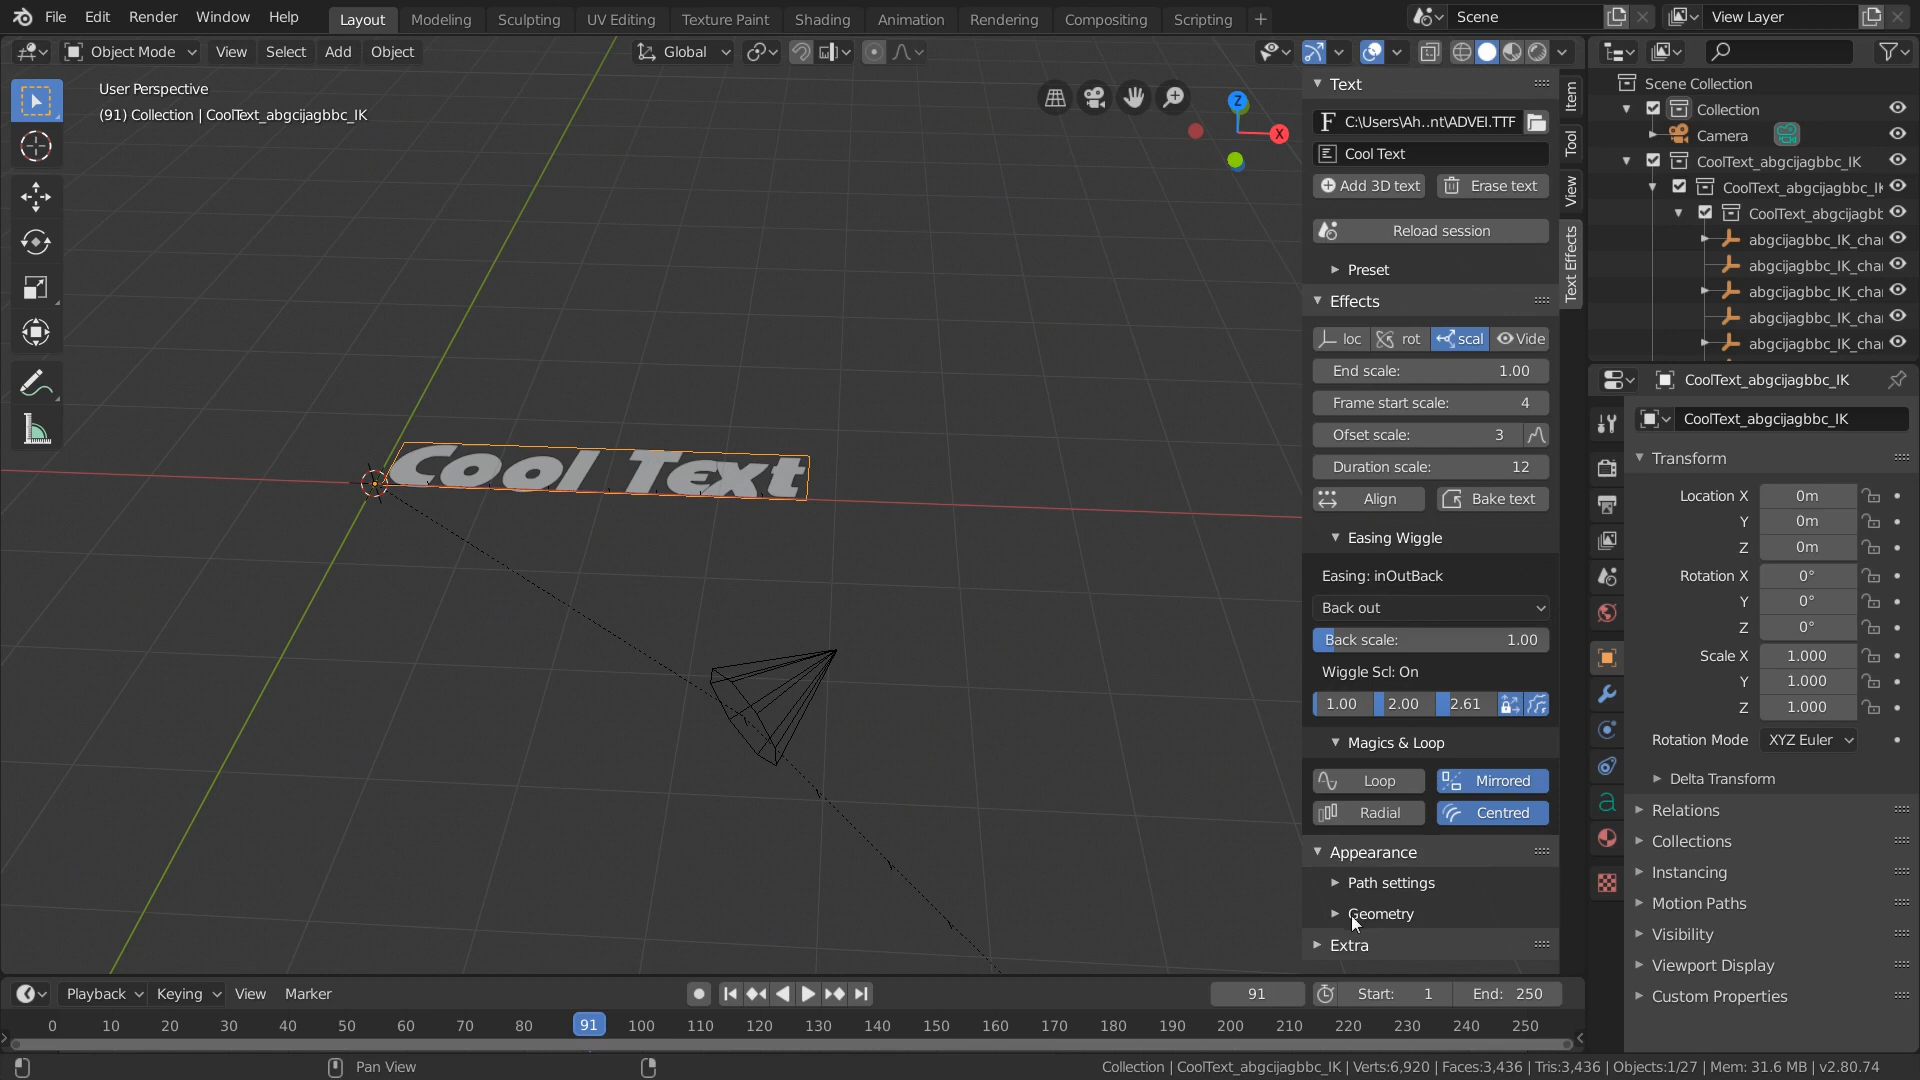 File Edit Render Window Help
Layout Modeling Sculpting UV Editing Texture Paint Shading Animation Rendering Compositing Scripting
Scene
View Layer
Object Mode View Select Add Object
Global
User Perspective
(91) Collection | CoolText_abgcijagbbc_IK
Cool Text
Z
X
Text
F C:\Users\Ah..nt\ADVEI.TTF
Cool Text
Add 3D text Erase text
Reload session
Preset
Effects
loc rot scal Vide
End scale: 1.00
Frame start scale: 4
Ofset scale: 3
Duration scale: 12
Align Bake text
Easing Wiggle
Easing: inOutBack
Back out
Back scale: 1.00
Wiggle Scl: On
1.00 2.00 2.61
Magics & Loop
Loop Mirrored
Radial Centred
Appearance
Path settings
Geometry
Extra
Item
Tool
View
Text Effects
Scene Collection
Collection
Camera
CoolText_abgcijagbbc_IK
CoolText_abgcijagbbc_IK
CoolText_abgcijagbb
abgcijagbbc_IK_cha
abgcijagbbc_IK_cha
abgcijagbbc_IK_cha
abgcijagbbc_IK_cha
abgcijagbbc_IK_cha
CoolText_abgcijagbbc_IK
CoolText_abgcijagbbc_IK
Transform
Location X 0m
Y 0m
Z 0m
Rotation X 0°
Y 0°
Z 0°
Scale X 1.000
Y 1.000
Z 1.000
Rotation Mode XYZ Euler
Delta Transform
Relations
Collections
Instancing
Motion Paths
Visibility
Viewport Display
Custom Properties
Playback Keying View Marker
91 Start: 1 End: 250
0 10 20 30 40 50 60 70 80 91 100 110 120 130 140 150 160 170 180 190 200 210 220 230 240 250
Pan View
Collection | CoolText_abgcijagbbc_IK | Verts:6,920 | Faces:3,436 | Tris:3,436 | Objects:1/27 | Mem: 31.6 MB | v2.80.74